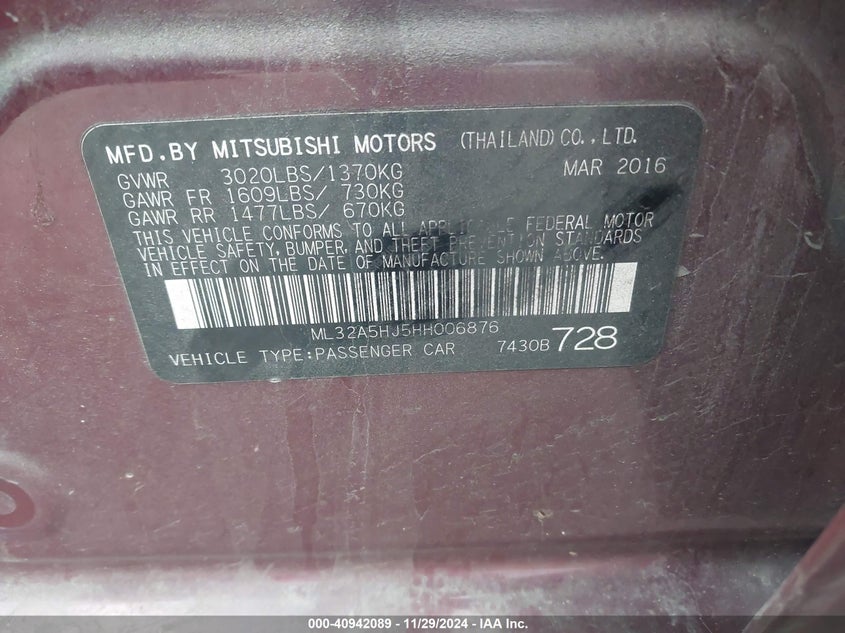 MFD.BY MITSUBISHI MOTORS (THAILAND) CO.,LTD.
GVWR 3020LBS/1370KG MAR 2016
GAWR FR 1609LBS/ 730KG
GAWR RR 1477LBS/ 670KG
THIS VEHICLE CONFORMS TO ALL APPLICABLE FEDERAL MOTOR
VEHICLE SAFETY, BUMPER, AND THEFT PREVENTION STANDARDS
IN EFFECT ON THE DATE OF MANUFACTURE SHOWN ABOVE.
ML32A5HJ5HH006876
VEHICLE TYPE:PASSENGER CAR 7430B 728
000-40942089 - 11/29/2024 - IAA Inc.